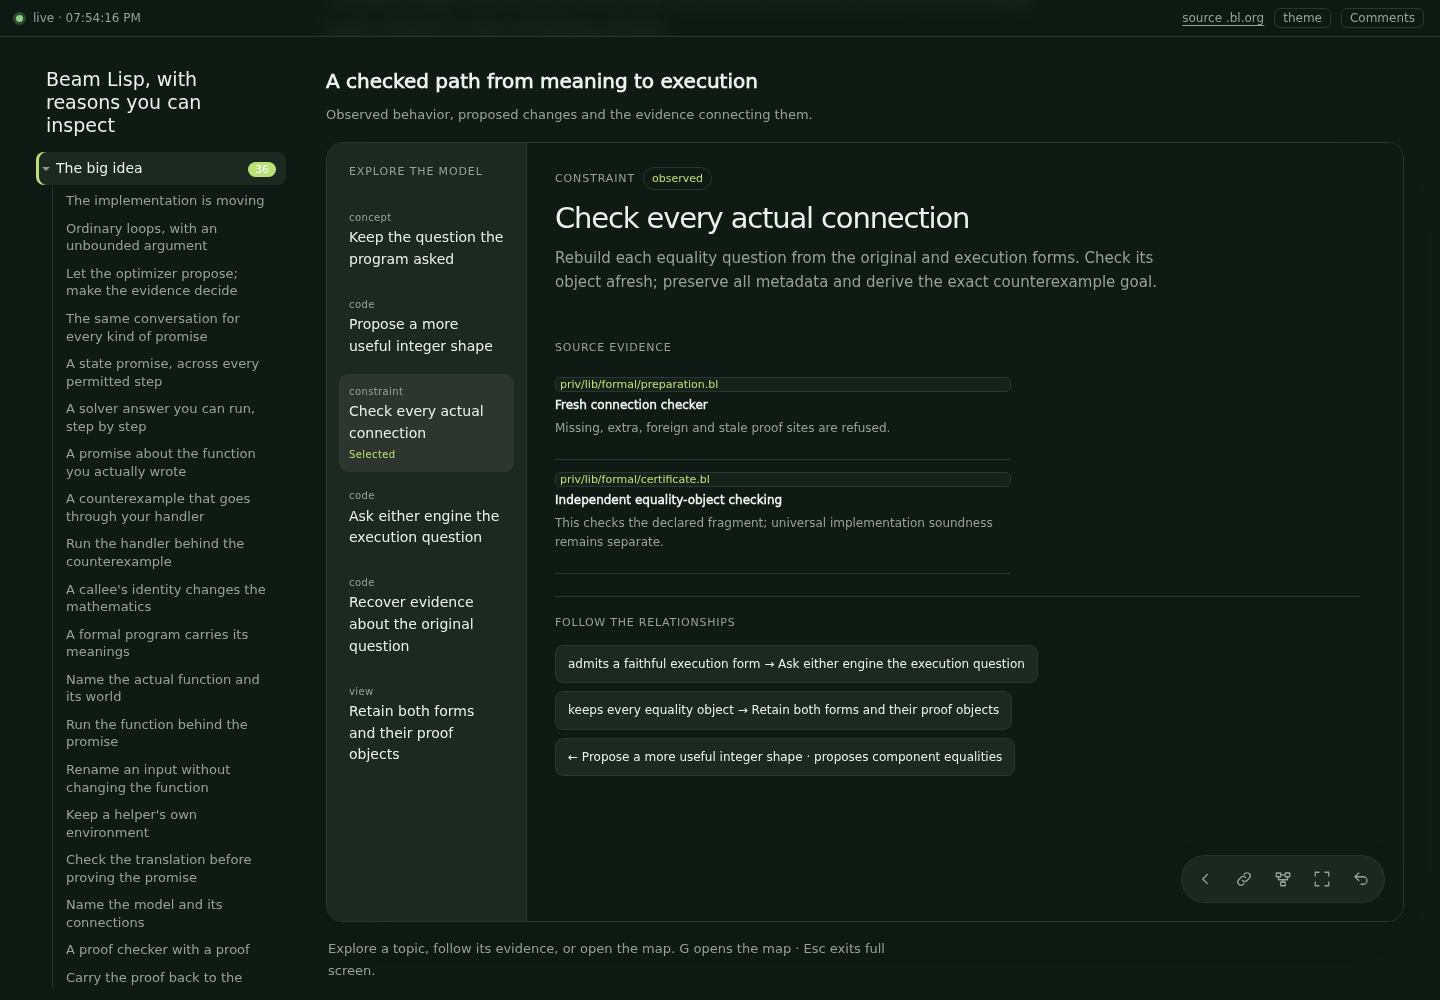 live · 07:54:16 PM
source .bl.org
theme
Comments
Beam Lisp, with
reasons you can
inspect
The big idea
36
The implementation is moving
Ordinary loops, with an
unbounded argument
Let the optimizer propose;
make the evidence decide
The same conversation for
every kind of promise
A state promise, across every
permitted step
A solver answer you can run,
step by step
A promise about the function
you actually wrote
A counterexample that goes
through your handler
Run the handler behind the
counterexample
A callee's identity changes the
mathematics
A formal program carries its
meanings
Name the actual function and
its world
Run the function behind the
promise
Rename an input without
changing the function
Keep a helper's own
environment
Check the translation before
proving the promise
Name the model and its
connections
A proof checker with a proof
Carry the proof back to the
A checked path from meaning to execution
Observed behavior, proposed changes and the evidence connecting them.
EXPLORE THE MODEL
concept
Keep the question the
program asked
code
Propose a more
useful integer shape
constraint
Check every actual
connection
Selected
code
Ask either engine the
execution question
code
Recover evidence
about the original
question
view
Retain both forms
and their proof
objects
CONSTRAINT
observed
Check every actual connection
Rebuild each equality question from the original and execution forms. Check its
object afresh; preserve all metadata and derive the exact counterexample goal.
SOURCE EVIDENCE
priv/lib/formal/preparation.bl
Fresh connection checker
Missing, extra, foreign and stale proof sites are refused.
priv/lib/formal/certificate.bl
Independent equality-object checking
This checks the declared fragment; universal implementation soundness
remains separate.
FOLLOW THE RELATIONSHIPS
admits a faithful execution form → Ask either engine the execution question
keeps every equality object → Retain both forms and their proof objects
← Propose a more useful integer shape · proposes component equalities
Explore a topic, follow its evidence, or open the map. G opens the map · Esc exits full
screen.